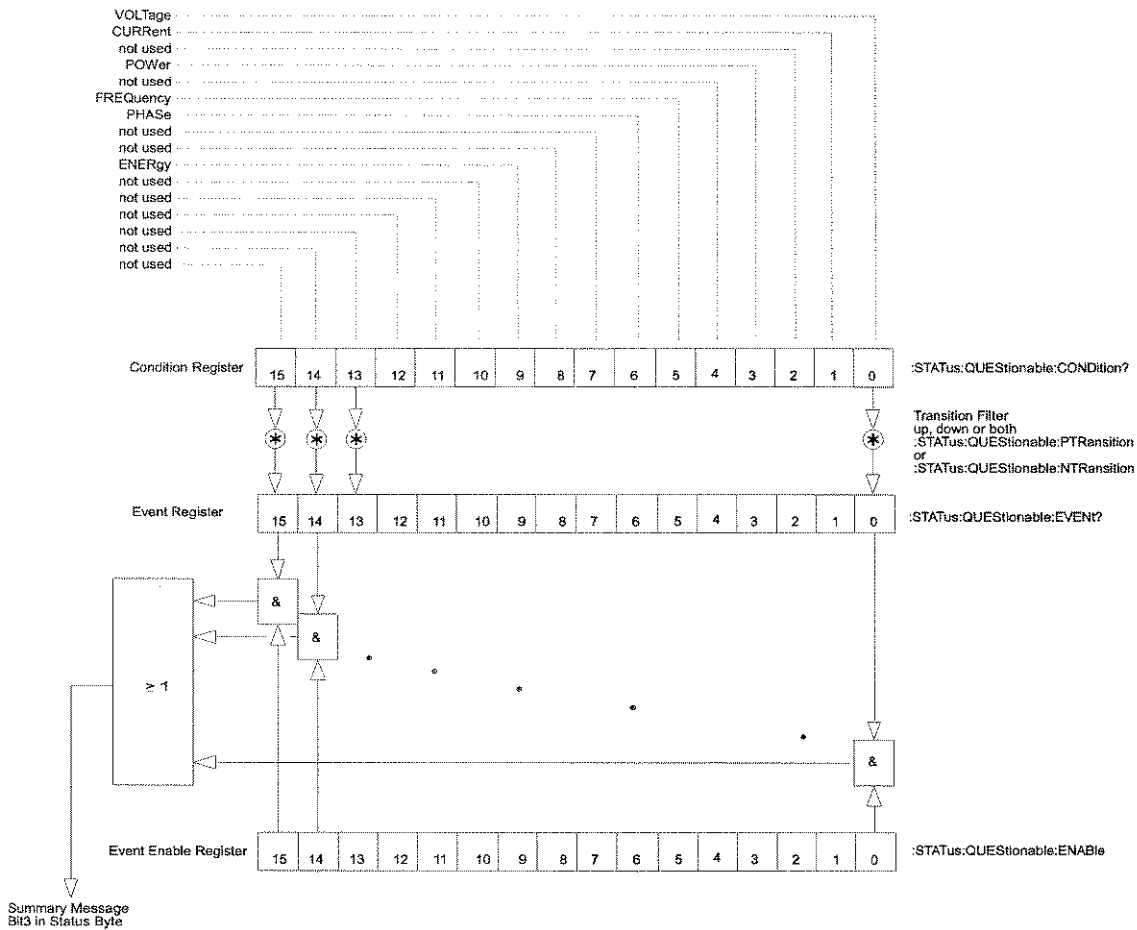 VOLTage
CURRent
not used
POWer
not used
FREQuency
PHASe
not used
not used
ENERgy
not used
not used
not used
not used
not used
not used
Condition Register
15 14 13 12 11 10 9 8 7 6 5 4 3 2 1 0
:STATus:QUEStionable:CONDition?
* * * *
Transition Filter
up, down or both
:STATus:QUEStionable:PTRansition
or
:STATus:QUEStionable:NTRansition
Event Register
15 14 13 12 11 10 9 8 7 6 5 4 3 2 1 0
:STATus:QUEStionable:EVENt?
&
&
≥ 1
&
Event Enable Register
15 14 13 12 11 10 9 8 7 6 5 4 3 2 1 0
:STATus:QUEStionable:ENABle
Summary Message
Bit3 in Status Byte